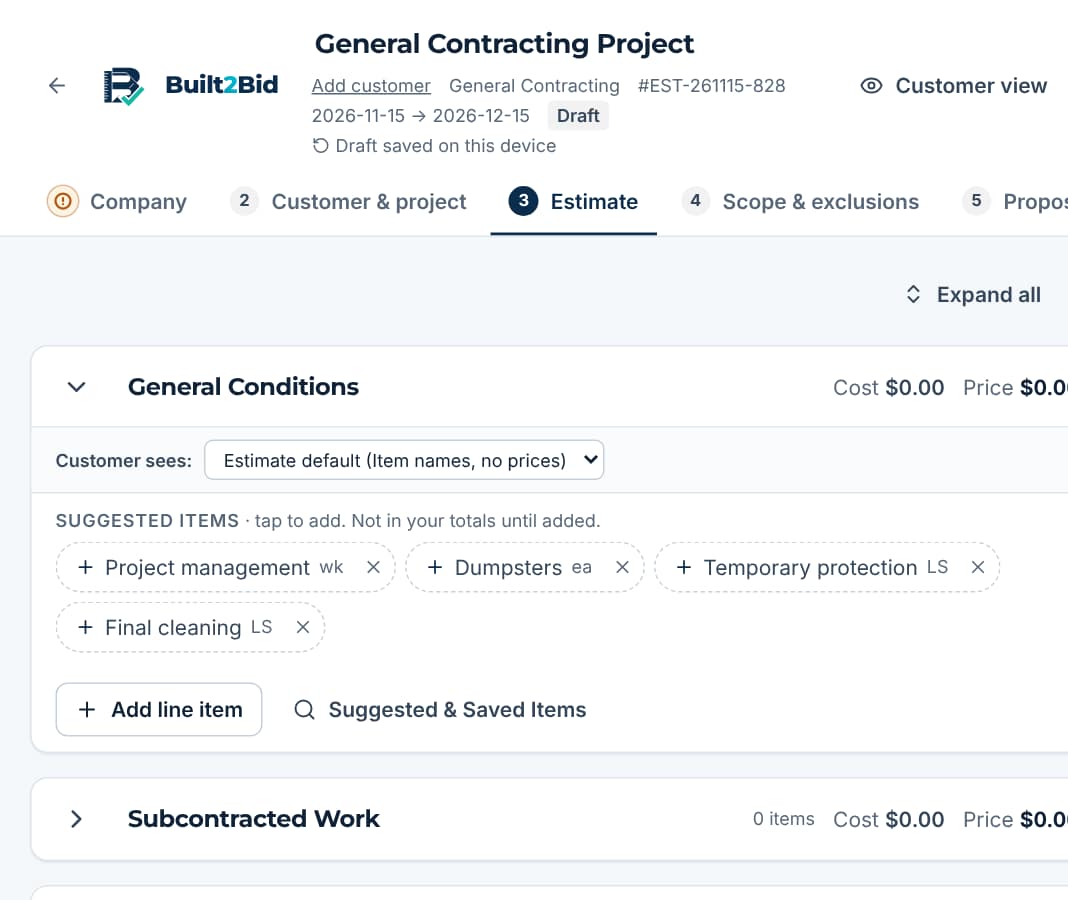 General Contracting Project
Built2Bid
Add customer General Contracting #EST-261115-828
Customer view
2026-11-15 → 2026-12-15 Draft
Draft saved on this device
Company 2 Customer & project 3 Estimate 4 Scope & exclusions 5 Propos
Expand all
General Conditions Cost $0.00 Price $0.0
Customer sees: Estimate default (Item names, no prices)
SUGGESTED ITEMS · tap to add. Not in your totals until added.
+ Project management wk × + Dumpsters ea × + Temporary protection LS ×
+ Final cleaning LS ×
+ Add line item Suggested & Saved Items
Subcontracted Work 0 items Cost $0.00 Price $0.0